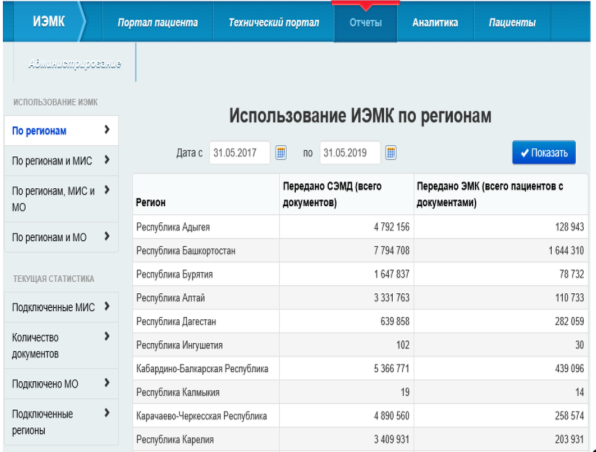 ИЭМК
Портал пациента
Технический портал
Отчеты
Аналитика
Пациенты
Администрирование
ИСПОЛЬЗОВАНИЕ ИЭМК
По регионам
По регионам и МИС
По регионам, МИС и
МО
По регионам и МО
ТЕКУЩАЯ СТАТИСТИКА
Подключенные МИС
Количество
документов
Подключено МО
Подключенные
регионы
Использование ИЭМК по регионам
Дата с 31.05.2017 по 31.05.2019 Показать
Регион Передано СЭМД (всего документов) Передано ЭМК (всего пациентов с документами)
Республика Адыгея 4 792 156 128 943
Республика Башкортостан 7 794 708 1 644 310
Республика Бурятия 1 647 837 78 732
Республика Алтай 3 331 763 110 733
Республика Дагестан 639 858 282 059
Республика Ингушетия 102 30
Кабардино-Балкарская Республика 5 366 771 439 096
Республика Калмыкия 19 14
Карачаево-Черкесская Республика 4 890 560 258 574
Республика Карелия 3 409 931 203 931